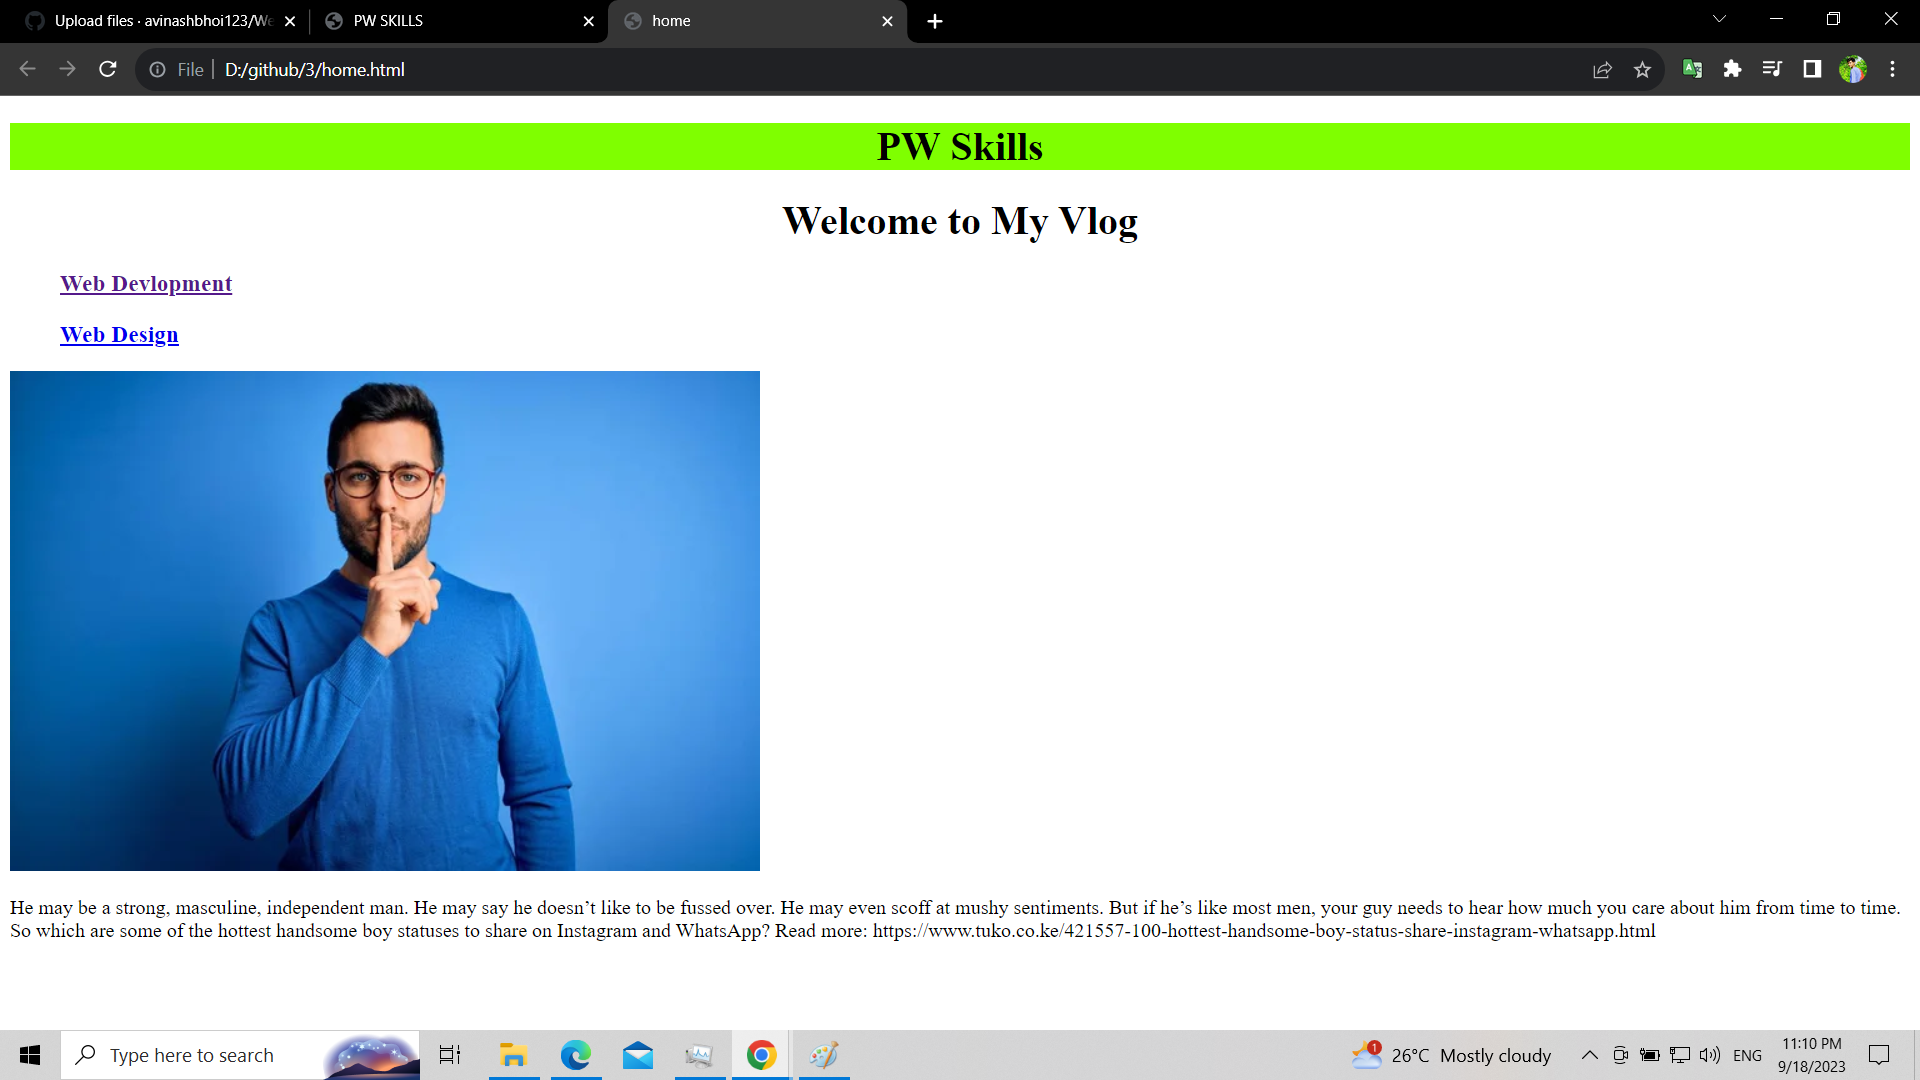 Upload files · avinashbhoi123/We
PW SKILLS
home
File
D:/github/3/home.html
PW Skills
Welcome to My Vlog
Web Devlopment
Web Design
He may be a strong, masculine, independent man. He may say he doesn’t like to be fussed over. He may even scoff at mushy sentiments. But if he’s like most men, your guy needs to hear how much you care about him from time to time.
So which are some of the hottest handsome boy statuses to share on Instagram and WhatsApp? Read more: https://www.tuko.co.ke/421557-100-hottest-handsome-boy-status-share-instagram-whatsapp.html
Type here to search
1
26°C Mostly cloudy
ENG
11:10 PM
9/18/2023